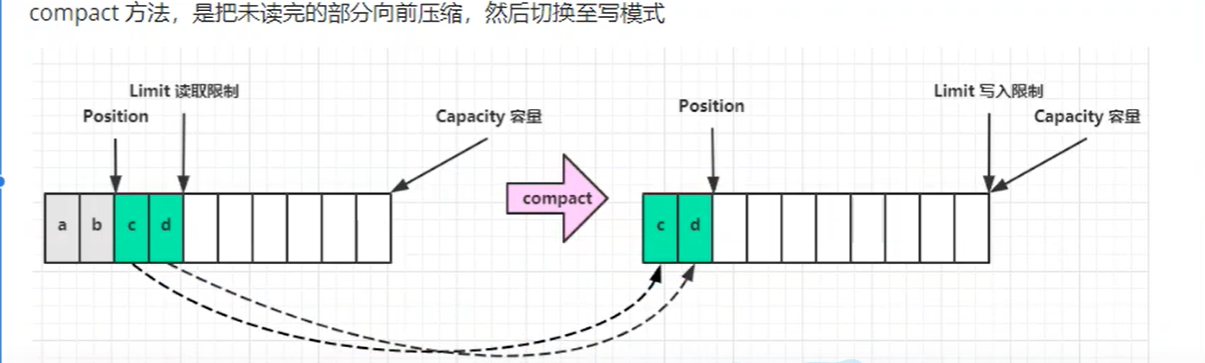 compact 方法，是把未读完的部分向前压缩，然后切换至写模式
Limit 读取限制
Position
Capacity 容量
a b c d
compact
Position
Limit 写入限制
Capacity 容量
c d